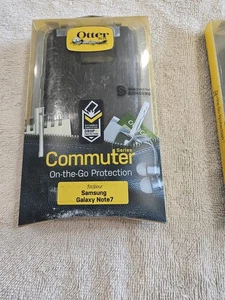 Otter
Commuter
Series
On-the-Go Protection
for/pour
Samsung
Galaxy Note7